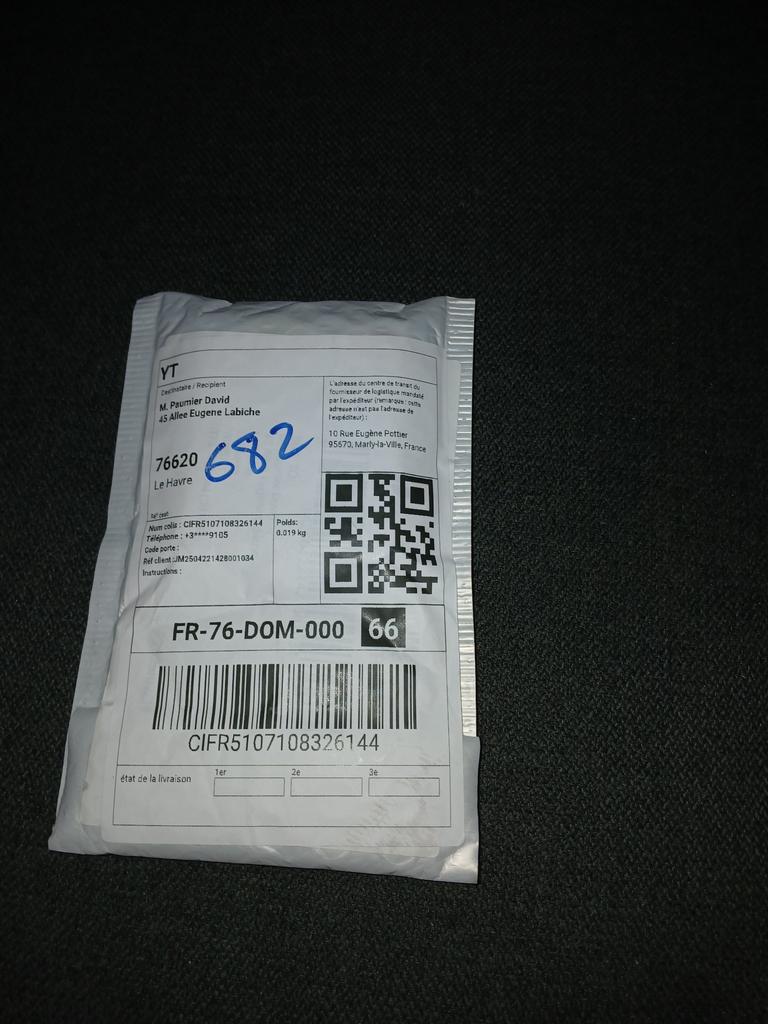 YT
Destinataire / Recipient
M. Paumier David
45 Allee Eugene Labiche
76620
Le Havre
682
L'adresse du centre de transit du
fournisseur de logistique mandaté
par l'expéditeur (remarque : cette
adresse n'est pas l'adresse de
l'expéditeur) :
10 Rue Eugène Pottier
95670, Marly-la-Ville, France
Num colis : CIFR5107108326144
Téléphone : +3****9105
Code porte :
Réf client :JM2504221428001034
Instructions :
Poids:
0.019 kg
FR-76-DOM-000 66
CIFR5107108326144
état de la livraison
1er 2e 3e